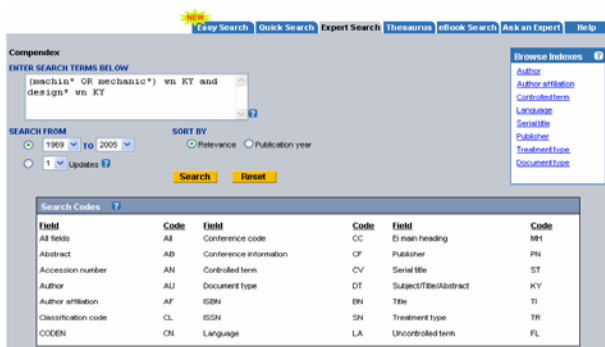 NEW
Easy Search Quick Search Expert Search Thesaurus eBook Search Ask an Expert Help
Compendex
ENTER SEARCH TERMS BELOW
(machin* OR mechanic*) wn KY and
design* wn KY
SEARCH FROM SORT BY
1969 TO 2005 Relevance Publication year
1 Updates
Search Reset
Browse Indexes
Author
Author affiliation
Controlled term
Language
Serial title
Publisher
Treatment type
Document type
Search Codes
Field Code Field Code Field Code
All fields All Conference code CC Ei main heading MH
Abstract AB Conference information CF Publisher PN
Accession number AN Controlled term CV Serial title ST
Author AU Document type DT Subject/Title/Abstract KY
Author affiliation AF ISBN BN Title TI
Classification code CL ISSN SN Treatment type TR
CODEN CN Language LA Uncontrolled term FL